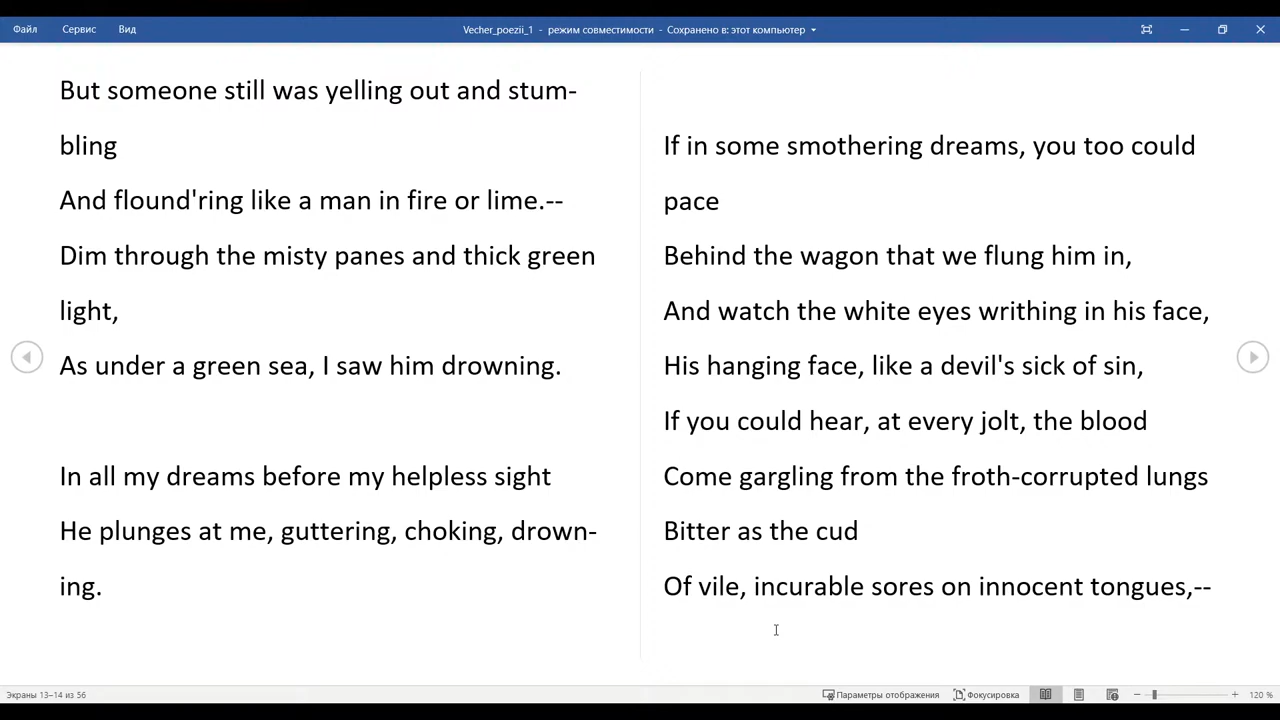 Файл Сервис Вид Vecher_poezii_1 - режим совместимости - Сохранено в: этот компьютер
But someone still was yelling out and stum-
bling
And flound'ring like a man in fire or lime.--
Dim through the misty panes and thick green
light,
As under a green sea, I saw him drowning.
In all my dreams before my helpless sight
He plunges at me, guttering, choking, drown-
ing.
If in some smothering dreams, you too could
pace
Behind the wagon that we flung him in,
And watch the white eyes writhing in his face,
His hanging face, like a devil's sick of sin,
If you could hear, at every jolt, the blood
Come gargling from the froth-corrupted lungs
Bitter as the cud
Of vile, incurable sores on innocent tongues,--
Экраны 13–14 из 56 Параметры отображения Фокусировка 120 %